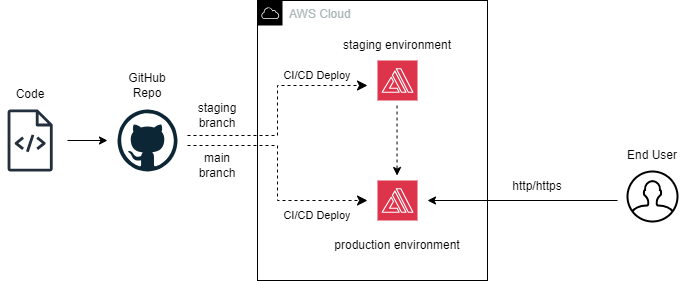 AWS Cloud
staging environment
CI/CD Deploy
GitHub
Repo
Code
</>
staging
branch
main
branch
End User
http/https
CI/CD Deploy
production environment